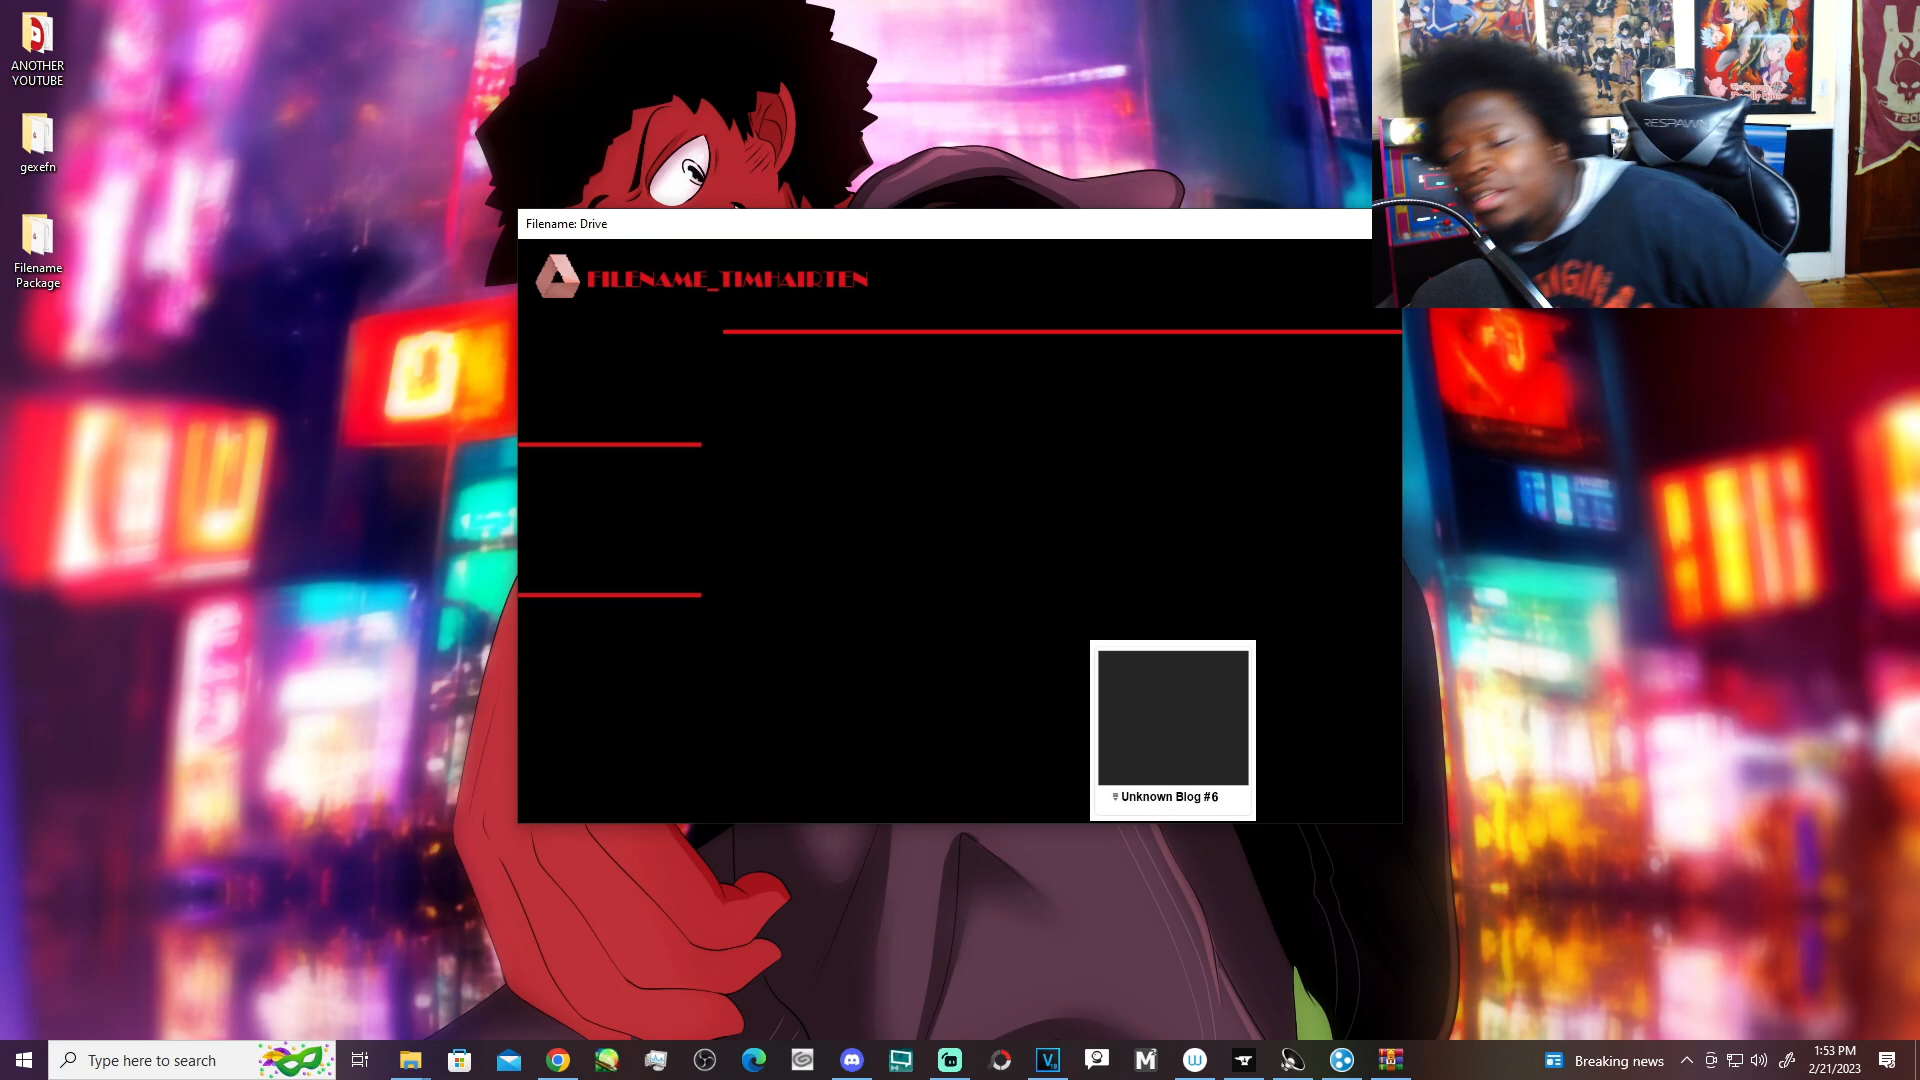 ANOTHER
YOUTUBE
gexefn
Filename
Package
Filename: Drive
FILENAME_TIMHAIRTEN
Unknown Blog #6
RESPAWN
Type here to search
Breaking news
1:53 PM
2/21/2023